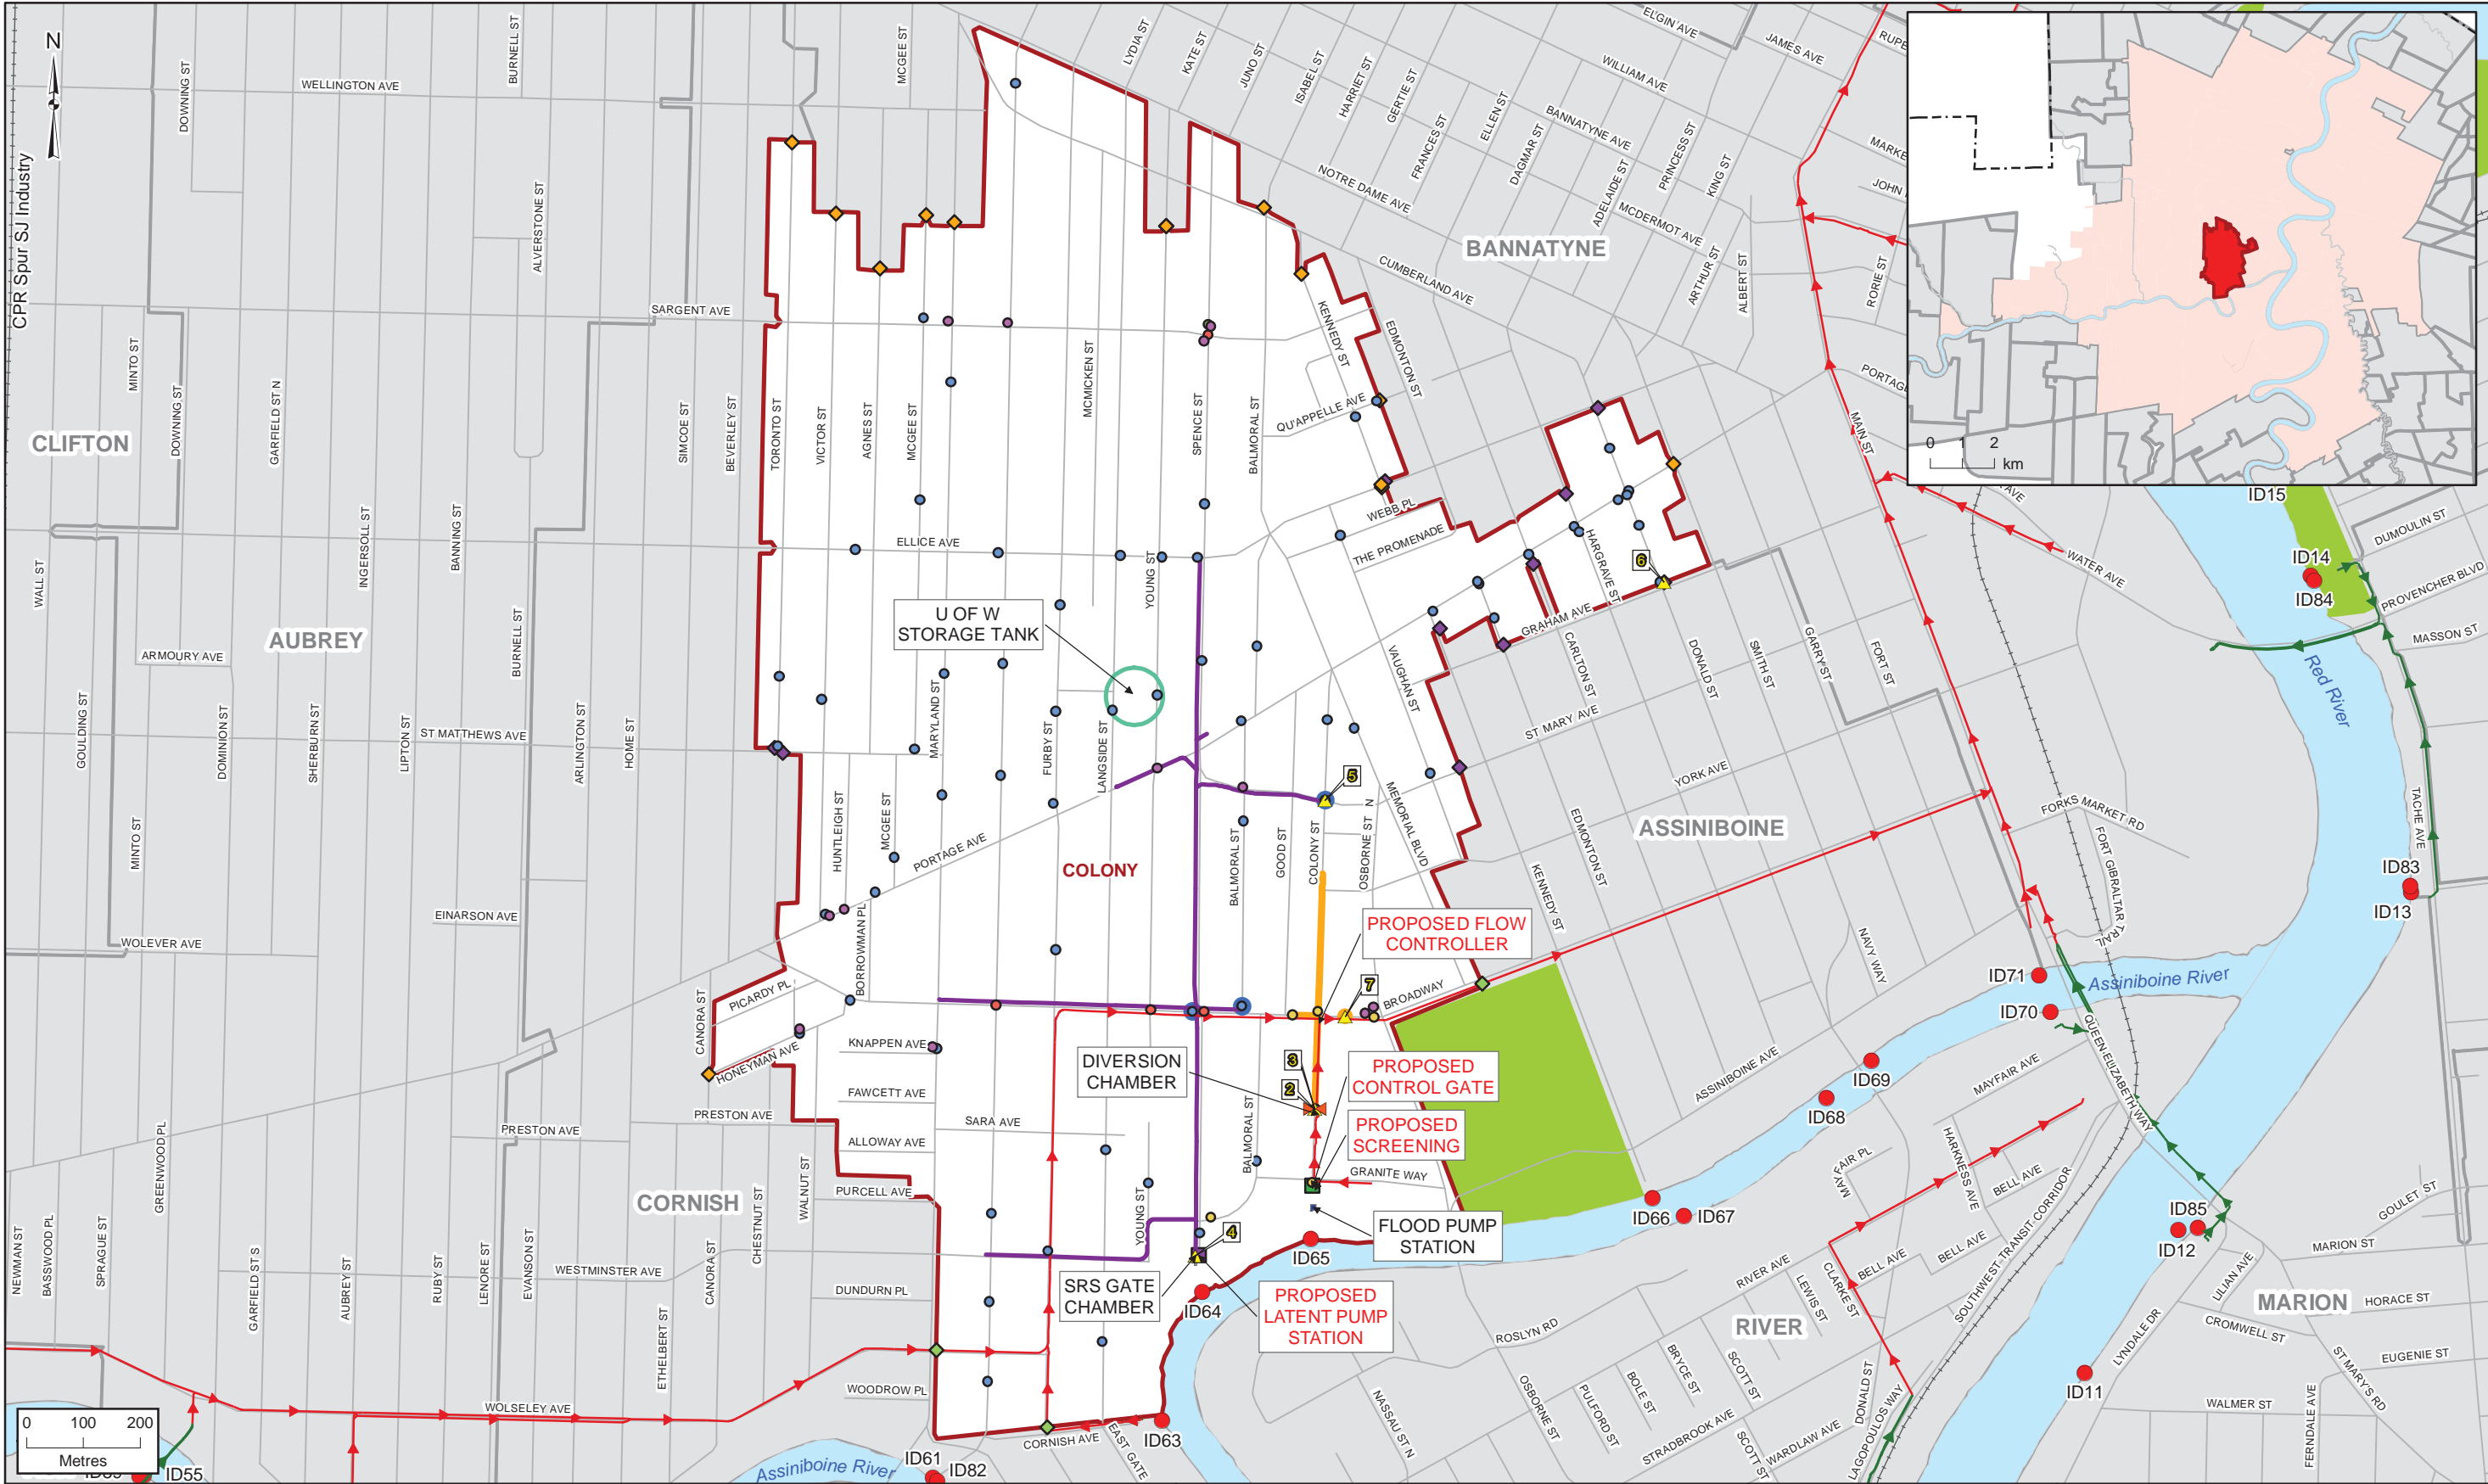 N
CPR Spur SJ Industry
WELLINGTON AVE
DOWNING ST
BURNELL ST
MCGEE ST
LYDIA ST
KATE ST
JUNO ST
ISABEL ST
HARRIET ST
GERTIE ST
FRANCES ST
ELLEN ST
DAGMAR ST
ADELAIDE ST
PRINCESS ST
KING ST
ELGIN AVE
JAMES AVE
WILLIAM AVE
BANNATYNE AVE
NOTRE DAME AVE
MCDERMOT AVE
CUMBERLAND AVE
ARTHUR ST
ALBERT ST
RORIE ST
BANNATYNE
0 1 2
km
ALVERSTONE ST
SARGENT AVE
MINTO ST
DOWNING ST
GARFIELD ST N
SIMCOE ST
BEVERLEY ST
TORONTO ST
VICTOR ST
AGNES ST
MCGEE ST
MCMICKEN ST
SPENCE ST
BALMORAL ST
KENNEDY ST
EDMONTON ST
QU'APPELLE AVE
MAIN ST
CLIFTON
WALL ST
INGERSOLL ST
BANNING ST
ELLICE AVE
YOUNG ST
WEBB PL
THE PROMENADE
HARGRAVE ST
6
WATER AVE
ID15
ID14
ID84
DUMOULIN ST
PROVENCHER BLVD
MASSON ST
Red River
AUBREY
ARMOURY AVE
BURNELL ST
U OF W
STORAGE TANK
GRAHAM AVE
CARLTON ST
VAUGHAN ST
DONALD ST
SMITH ST
GARRY ST
FORT ST
ST MARY AVE
YORK AVE
GOULDING ST
DOMINION ST
SHERBURN ST
LIPTON ST
ST MATTHEWS AVE
ARLINGTON ST
HOME ST
MARYLAND ST
FURBY ST
LANGSIDE ST
5
MINTO ST
HUNTLEIGH ST
MCGEE ST
PORTAGE AVE
COLONY
BALMORAL ST
GOOD ST
COLONY ST
OSBORNE ST N
MEMORIAL BLVD
EDMONTON ST
KENNEDY ST
ASSINIBOINE
FORKS MARKET RD
FORT GIBRALTAR TRAIL
TACHE AVE
ID83
ID13
EINARSON AVE
WOLEVER AVE
BORROWMAN PL
PICARDY PL
CANORA ST
HONEYMAN AVE
PROPOSED FLOW
CONTROLLER
7
BROADWAY
NAVY WAY
ID71
ID70
Assiniboine River
QUEEN ELIZABETH WAY
KNAPPEN AVE
FAWCETT AVE
DIVERSION
CHAMBER
3
2
PROPOSED
CONTROL GATE
PROPOSED
SCREENING
ASSINIBOINE AVE
ID69
ID68
MAYFAIR AVE
PRESTON AVE
PRESTON AVE
SARA AVE
ALLOWAY AVE
PURCELL AVE
BALMORAL ST
GRANITE WAY
FLOOD PUMP
STATION
ID66
ID67
MAYFAIR PL
HARKNESS AVE
BELL AVE
BELL AVE
BELL AVE
SOUTHWEST TRANSIT CORRIDOR
ID85
ID12
GOULET ST
MARION ST
GREENWOOD PL
CORNISH
WALNUT ST
CHESTNUT ST
YOUNG ST
4
ID65
NEWMAN ST
BASSWOOD PL
SPRAGUE ST
GARFIELD ST S
AUBREY ST
RUBY ST
LENORE ST
EVANSON ST
WESTMINSTER AVE
CANORA ST
ETHELBERT ST
DUNDURN PL
SRS GATE
CHAMBER
ID64
PROPOSED
LATENT PUMP
STATION
RIVER AVE
LEWIS ST
CLARKE ST
RIVER
ROSLYN RD
LILIAN AVE
LYNDALE DR
MARION
HORACE ST
CROMWELL ST
EUGENIE ST
ST MARY'S RD
WOODROW PL
WOLSELEY AVE
CORNISH AVE
EAST GATE
ID63
NASSAU ST N
OSBORNE ST
PULFORD ST
BOLE ST
BRYCE ST
SCOTT ST
SCOTT ST
STRADBROOK AVE
WARDLAW AVE
DONALD ST
LAGOPOULOS WAY
ID11
WALMER ST
FERNDALE AVE
0 100 200
Metres
ID55
Assiniboine River
ID61
ID82